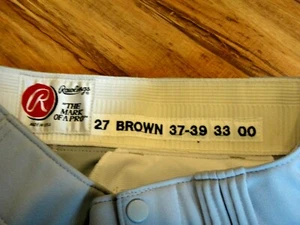 R
Rawlings
"THE
MARK
OF A PRO"
27 BROWN 37-39 33 00